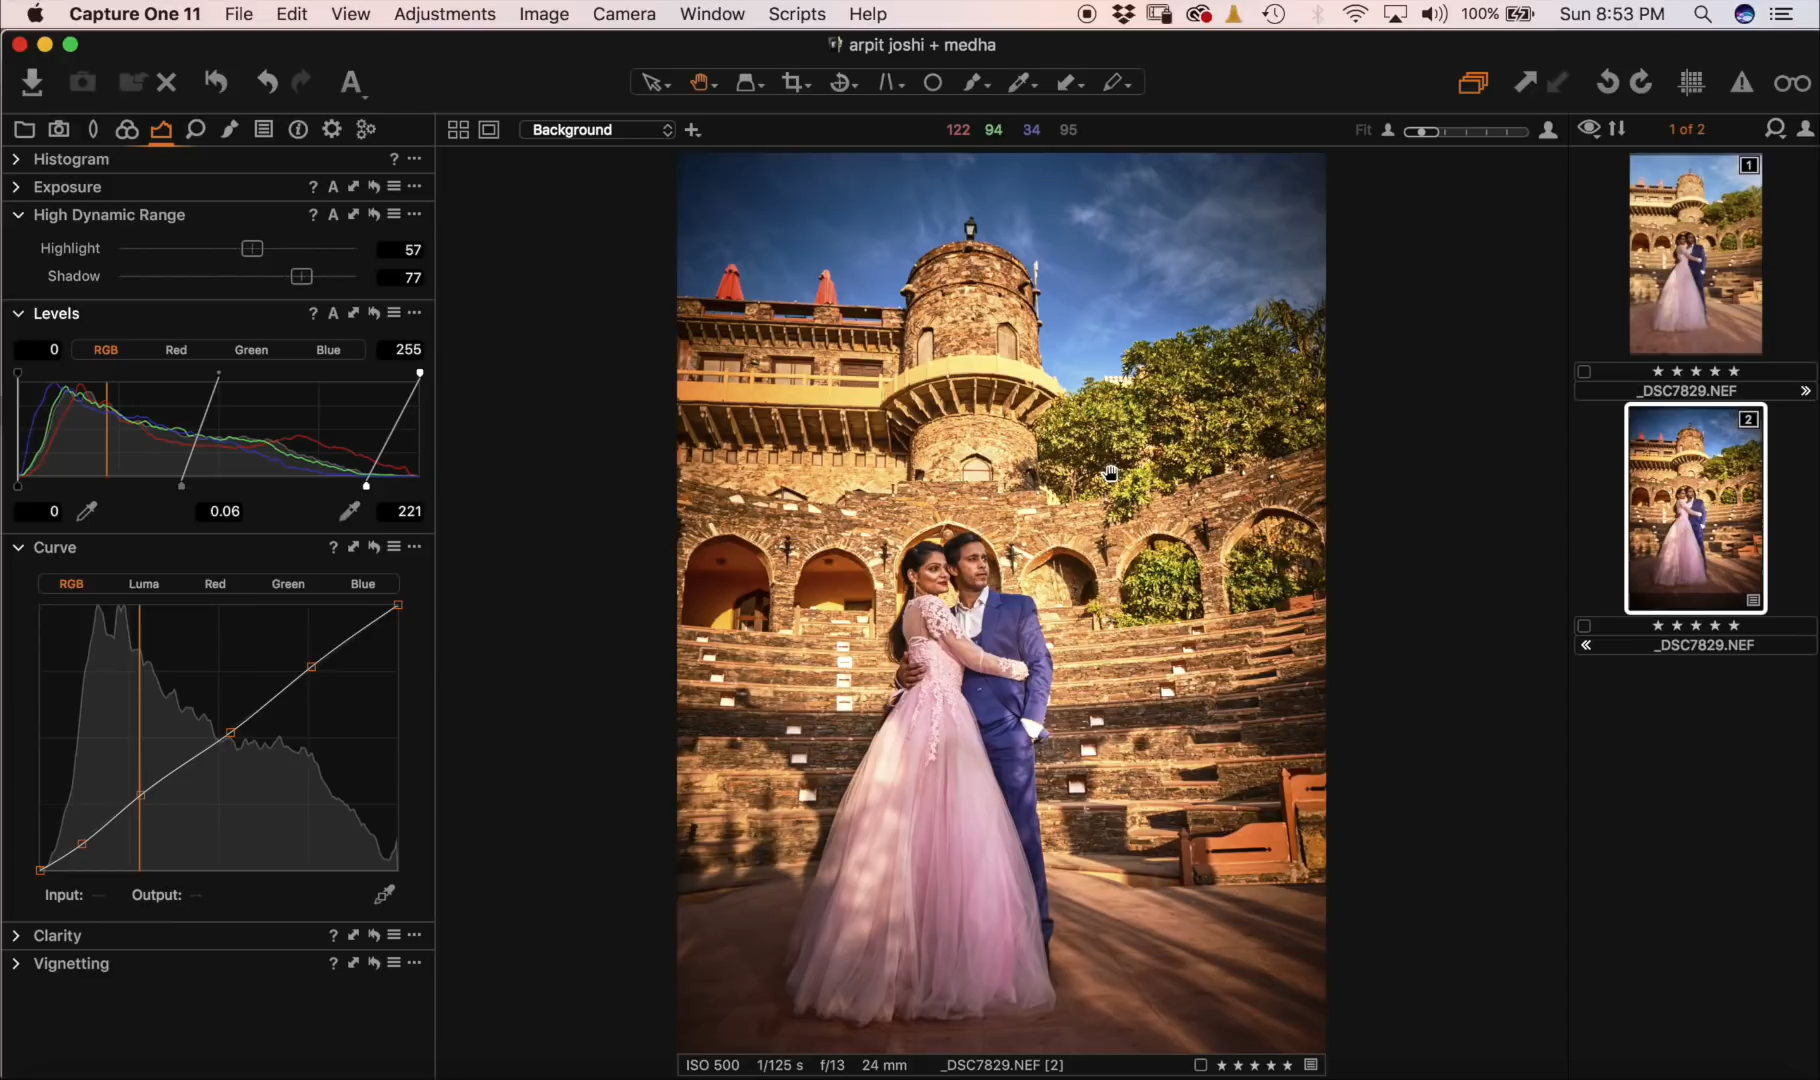 Capture One 11 File Edit View Adjustments Image Camera Window Scripts Help 100% Sun 8:53 PM
arpit joshi + medha
A
Background 122 94 34 95 Fit 1 of 2
Histogram ? ...
Exposure ? A ...
High Dynamic Range ? A ...
Highlight 57
Shadow 77
Levels ? A ...
0 RGB Red Green Blue 255
0 0.06 221
Curve ? ...
RGB Luma Red Green Blue
Input: -- Output: --
Clarity ? ...
Vignetting ? ...
ISO 500 1/125 s f/13 24 mm _DSC7829.NEF [2]
1
_DSC7829.NEF
2
_DSC7829.NEF